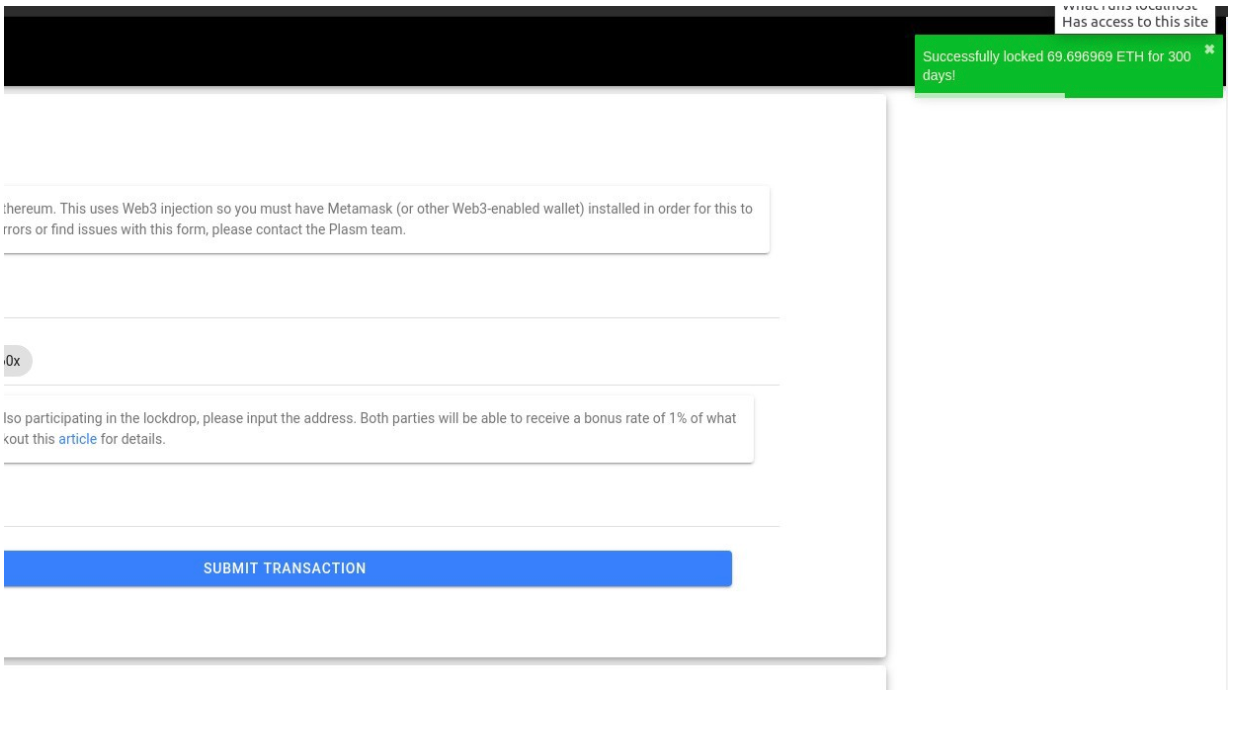 What runs localhost
Has access to this site
Successfully locked 69.696969 ETH for 300
days!
thereum. This uses Web3 injection so you must have Metamask (or other Web3-enabled wallet) installed in order for this to
rrors or find issues with this form, please contact the Plasm team.
0x
lso participating in the lockdrop, please input the address. Both parties will be able to receive a bonus rate of 1% of what
kout this article for details.
SUBMIT TRANSACTION